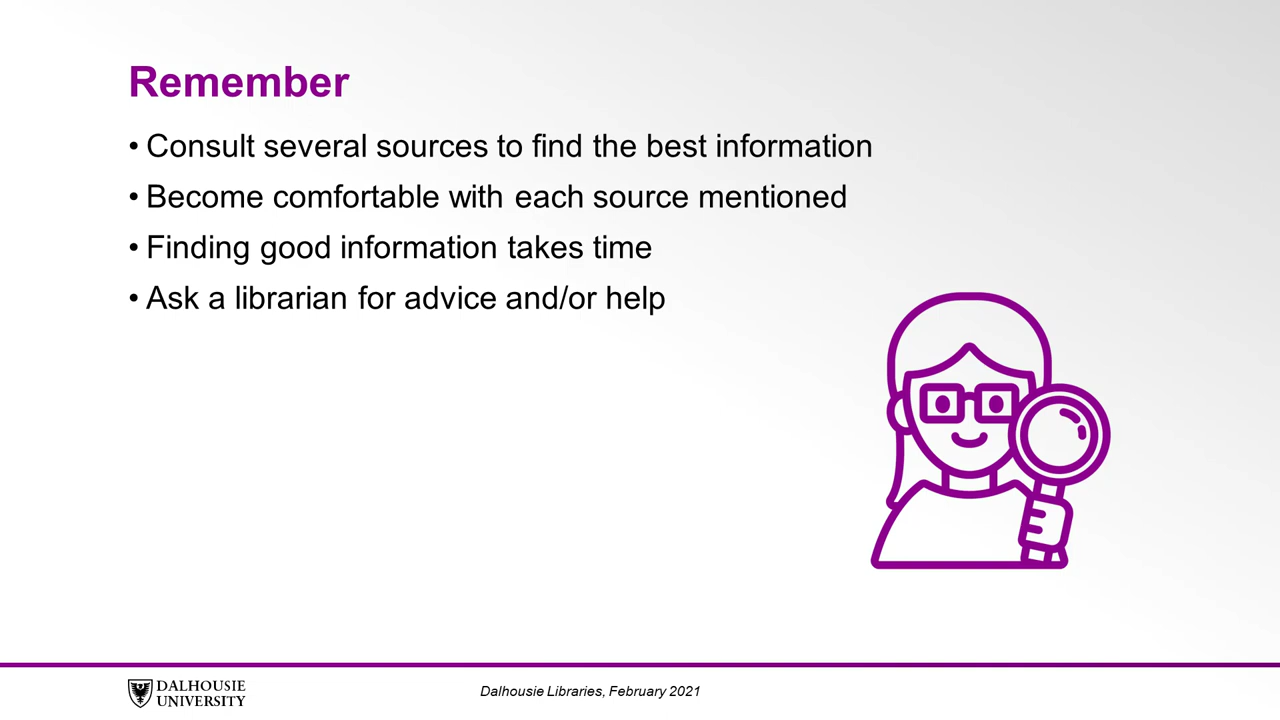 Remember
• Consult several sources to find the best information
• Become comfortable with each source mentioned
• Finding good information takes time
• Ask a librarian for advice and/or help
DALHOUSIE
UNIVERSITY
Dalhousie Libraries, February 2021